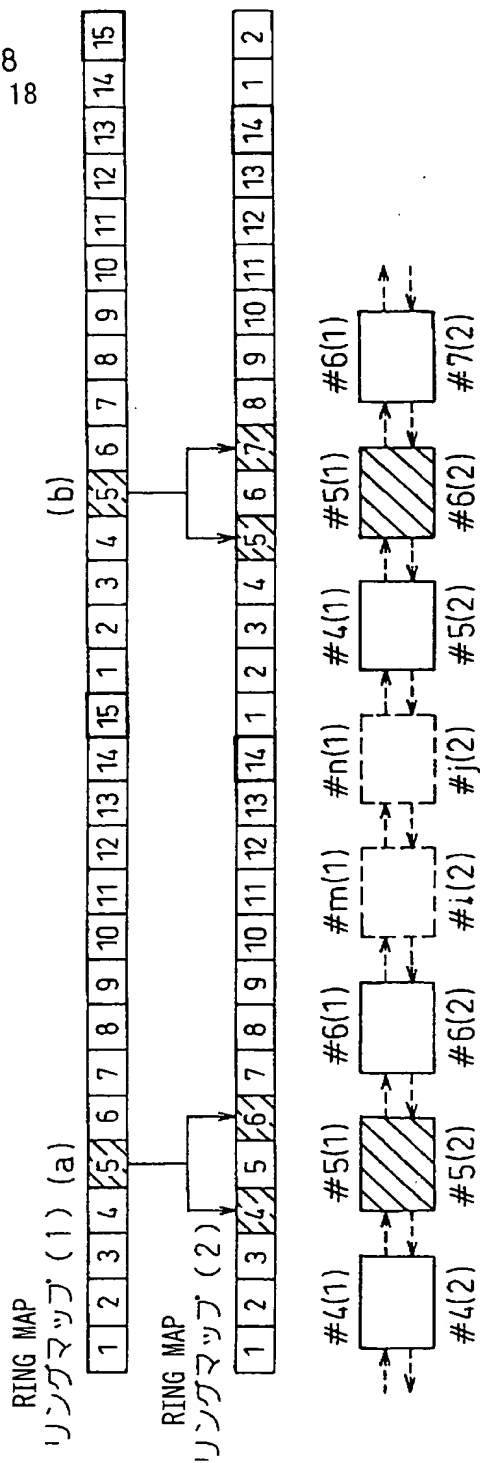 8
18
RING MAP
リングマップ (1) (a)
(b)
1 2 3 4 5 6 7 8 9 10 11 12 13 14 15 1 2 3 4 5 6 7 8 9 10 11 12 13 14 15
RING MAP
リングマップ (2)
1 2 3 4 5 6 7 8 9 10 11 12 13 14 1 2 3 4 5 6 7 8 9 10 11 12 13 14 1 2
#4(1) #5(1) #6(1) #m(1) #n(1) #4(1) #5(1) #6(1)
#4(2) #5(2) #6(2) #i(2) #j(2) #5(2) #6(2) #7(2)